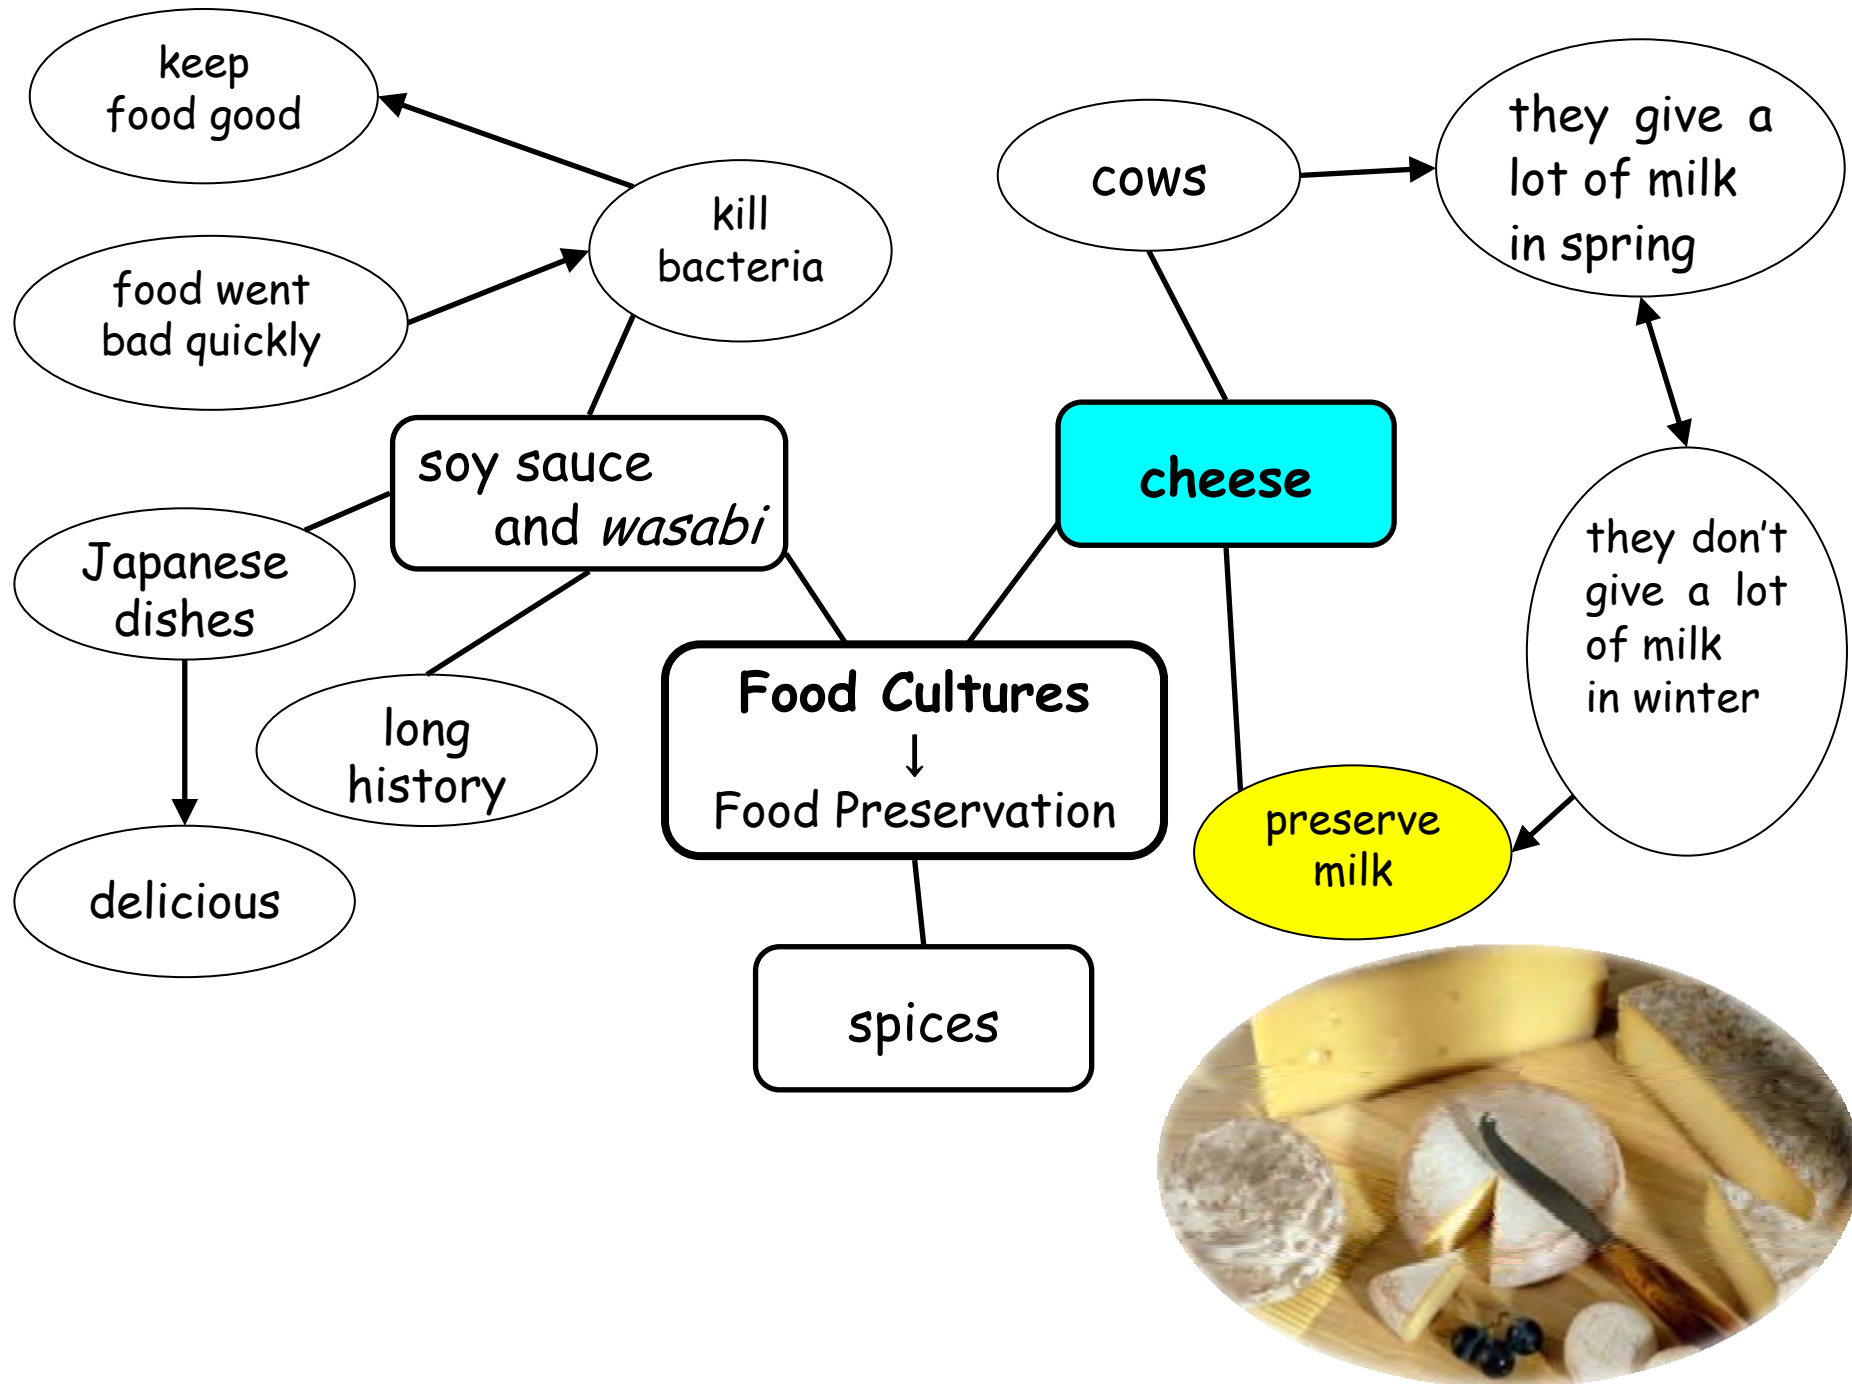 keep
food good
kill
bacteria
food went
bad quickly
soy sauce
and wasabi
Japanese
dishes
long
history
delicious
cows
they give a
lot of milk
in spring
cheese
they don't
give a lot
of milk
in winter
Food Cultures
↓
Food Preservation
preserve
milk
spices